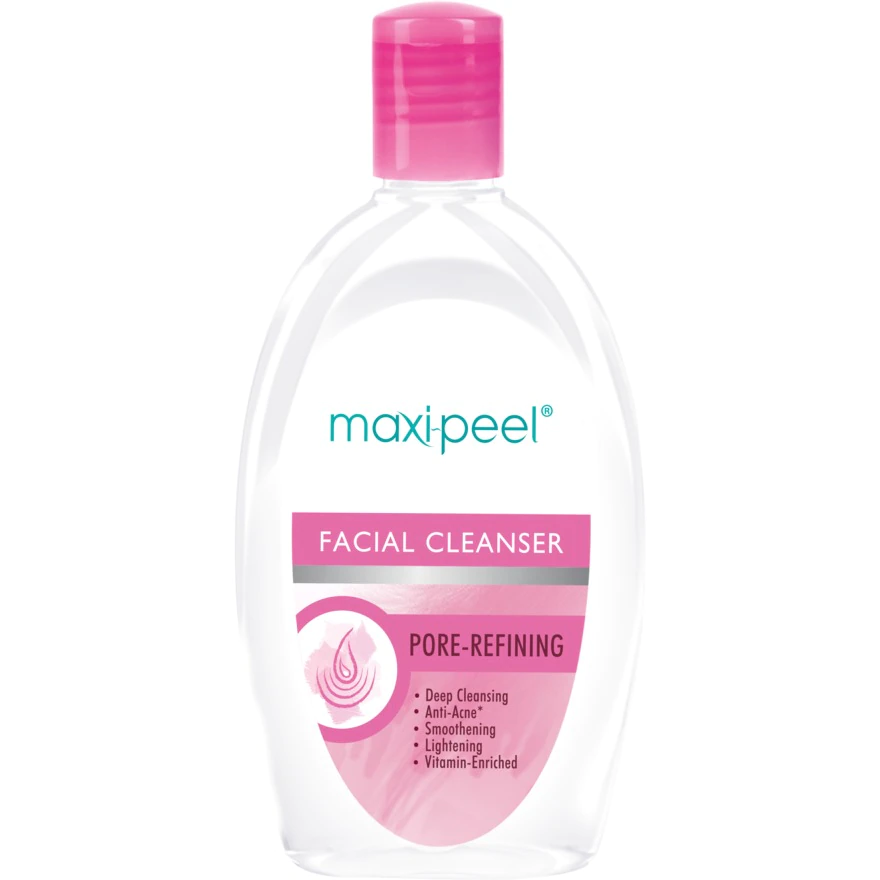 maxi-peel®
FACIAL CLEANSER
PORE-REFINING
• Deep Cleansing
• Anti-Acne*
• Smoothening
• Lightening
• Vitamin-Enriched